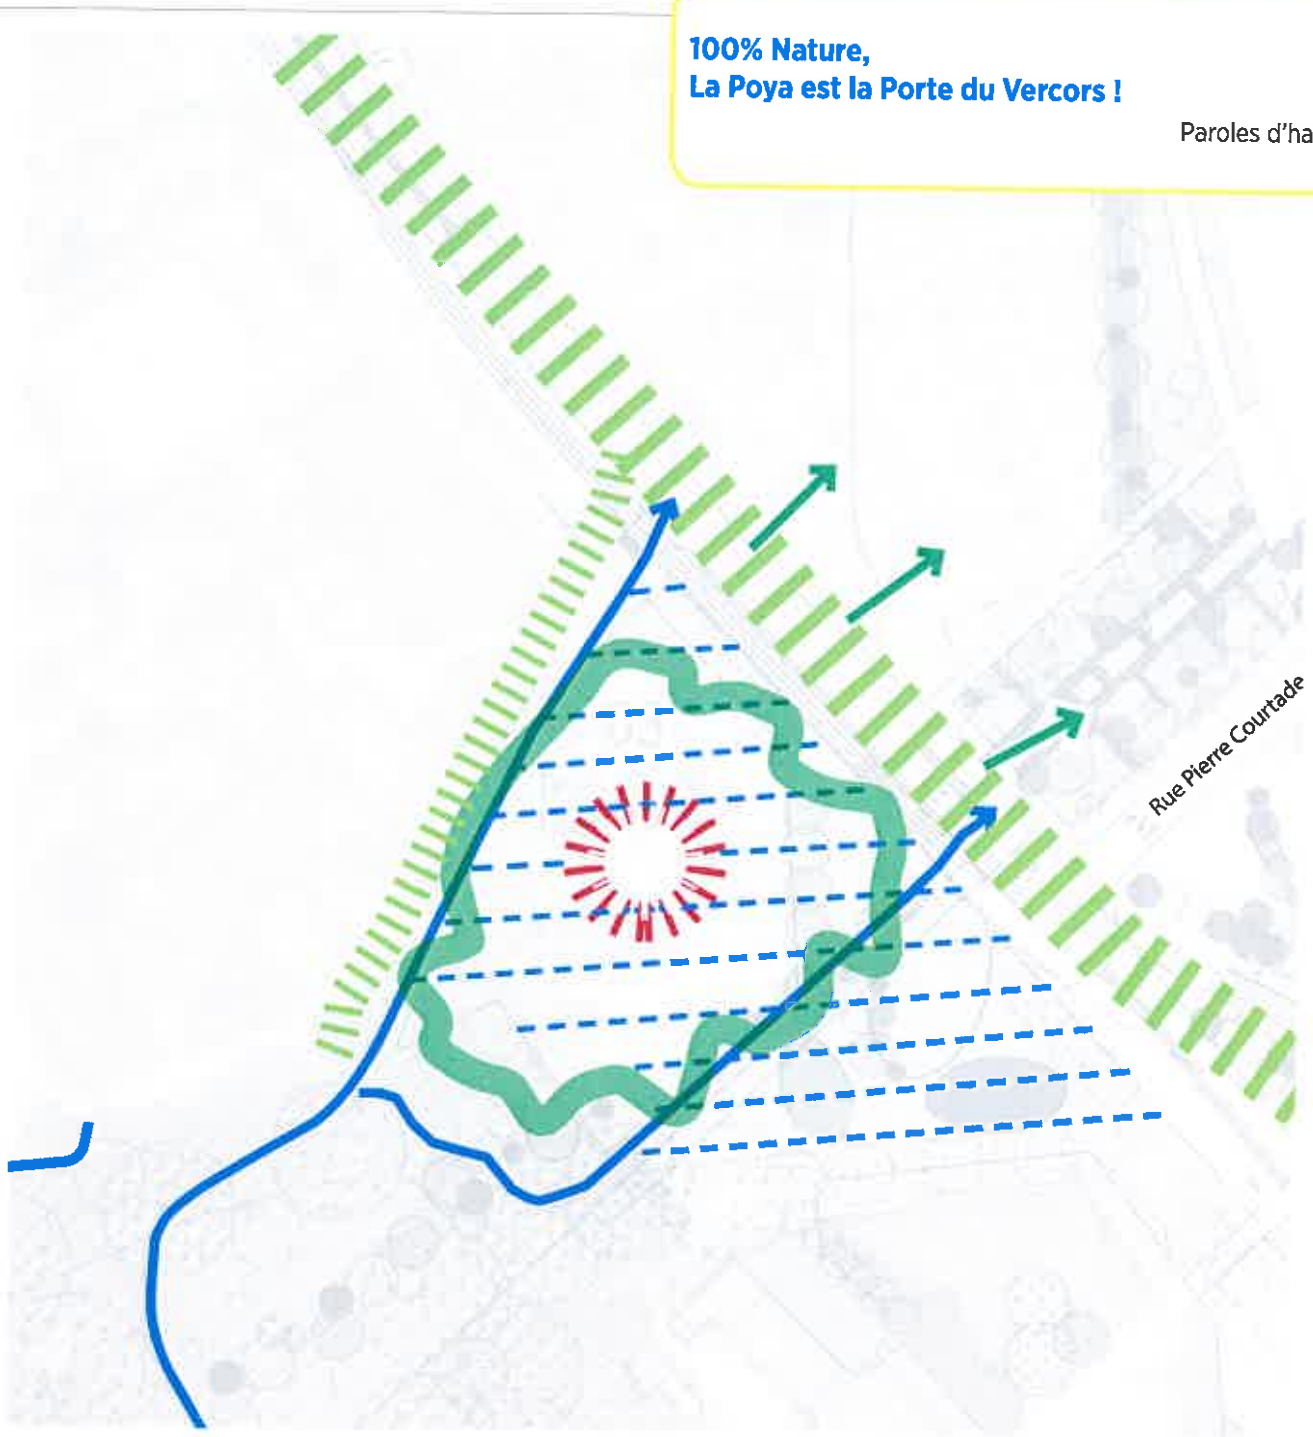 100% Nature,
La Poya est la Porte du Vercors !
Paroles d'ha
Rue Pierre Courtade